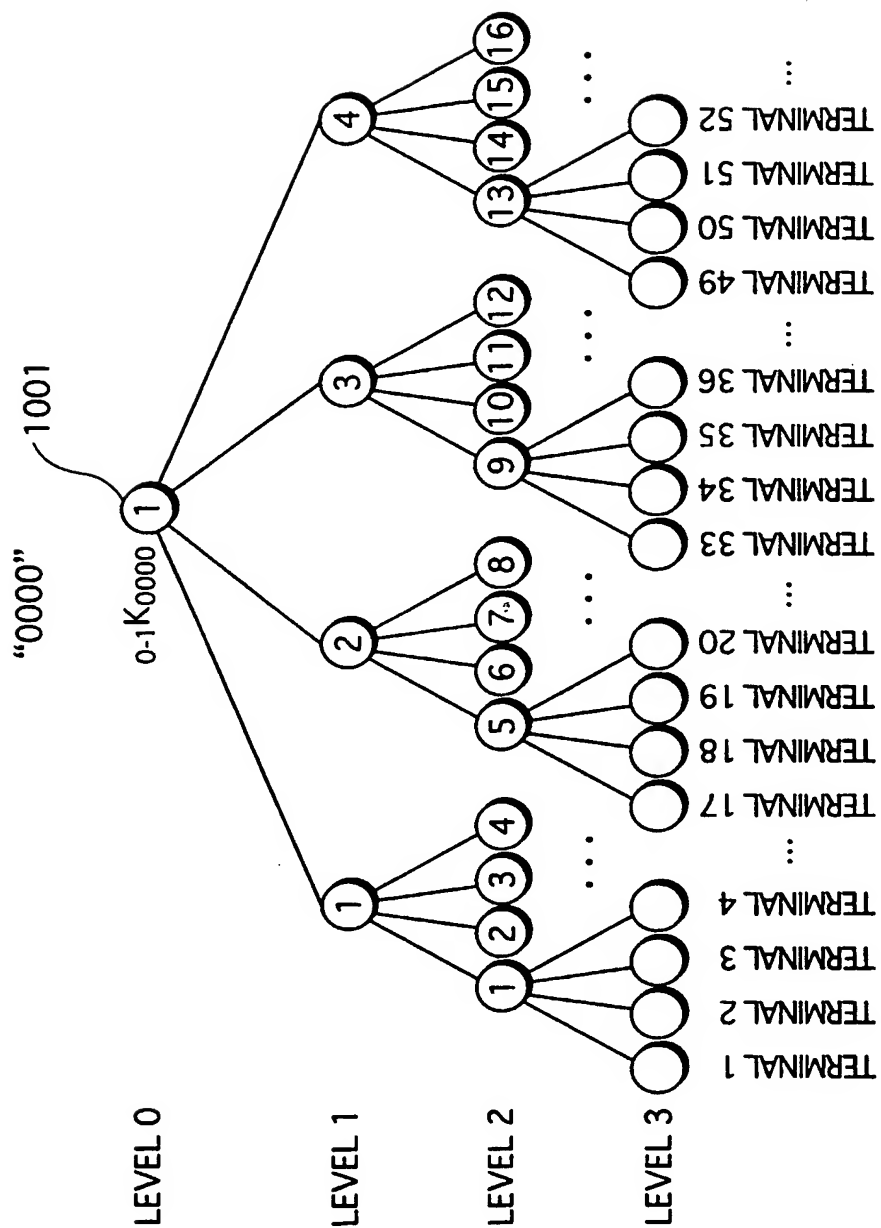 "0000"
1001
0-1K0000
LEVEL 0
1
LEVEL 1
1
2
3
4
LEVEL 2
1
2
3
4
5
6
7
8
9
10
11
12
13
14
15
16
...
...
...
...
LEVEL 3
TERMINAL 1
TERMINAL 2
TERMINAL 3
TERMINAL 4
...
TERMINAL 17
TERMINAL 18
TERMINAL 19
TERMINAL 20
...
TERMINAL 33
TERMINAL 34
TERMINAL 35
TERMINAL 36
...
TERMINAL 49
TERMINAL 50
TERMINAL 51
TERMINAL 52
...